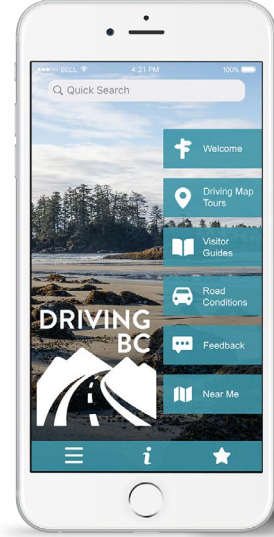 BELL
4:21 PM
100%
Quick Search
Welcome
Driving Map
Tours
Visitor
Guides
Road
Conditions
DRIVING
BC
Feedback
Near Me
i